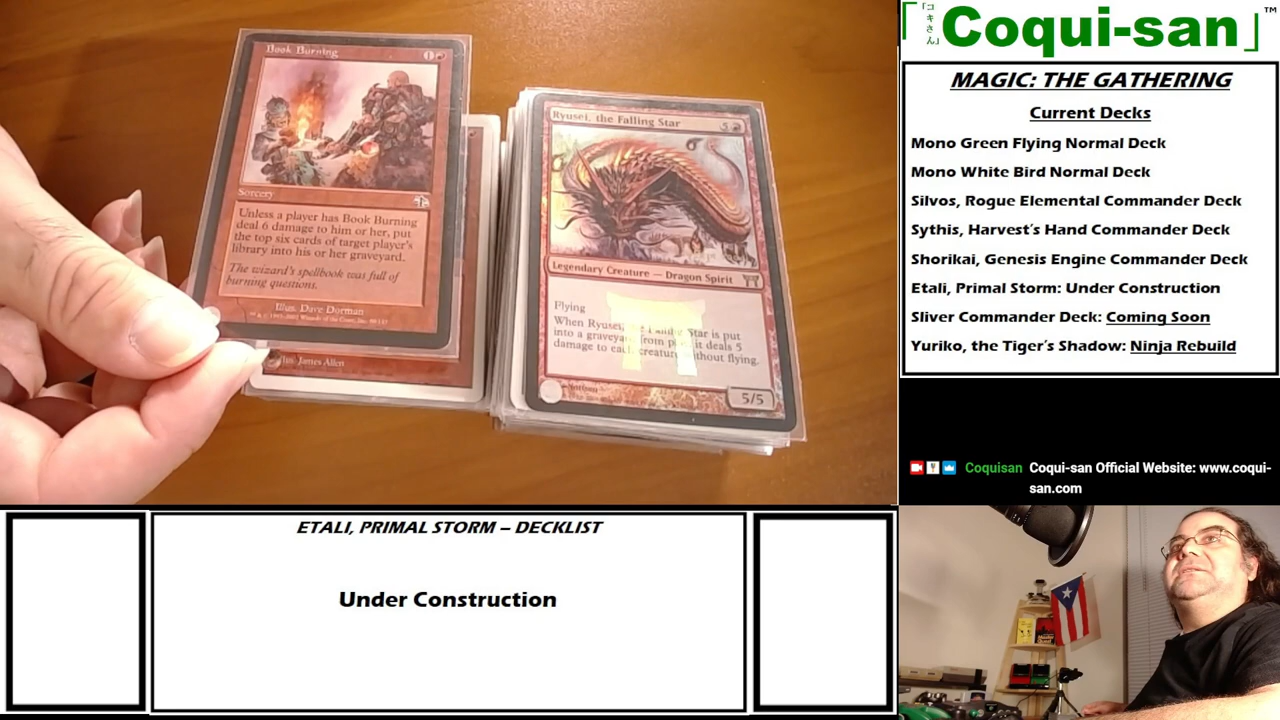 Book Burning
Sorcery
Unless a player has Book Burning
deal 6 damage to him or her, put
the top six cards of target player's
library into his or her graveyard.
The wizard's spellbook was full of
burning questions.
Illus. Dave Dorman
Illus. James Allen
Ryusei, the Falling Star
5
Legendary Creature — Dragon Spirit
Flying
When Ryusei, the Falling Star is put
into a graveyard from play, it deals 5
damage to each creature without flying.
5/5
「コキさん」Coqui-san」™
MAGIC: THE GATHERING
Current Decks
Mono Green Flying Normal Deck
Mono White Bird Normal Deck
Silvos, Rogue Elemental Commander Deck
Sythis, Harvest's Hand Commander Deck
Shorikai, Genesis Engine Commander Deck
Etali, Primal Storm: Under Construction
Sliver Commander Deck: Coming Soon
Yuriko, the Tiger's Shadow: Ninja Rebuild
Coquisan Coqui-san Official Website: www.coqui-
san.com
ETALI, PRIMAL STORM – DECKLIST
Under Construction